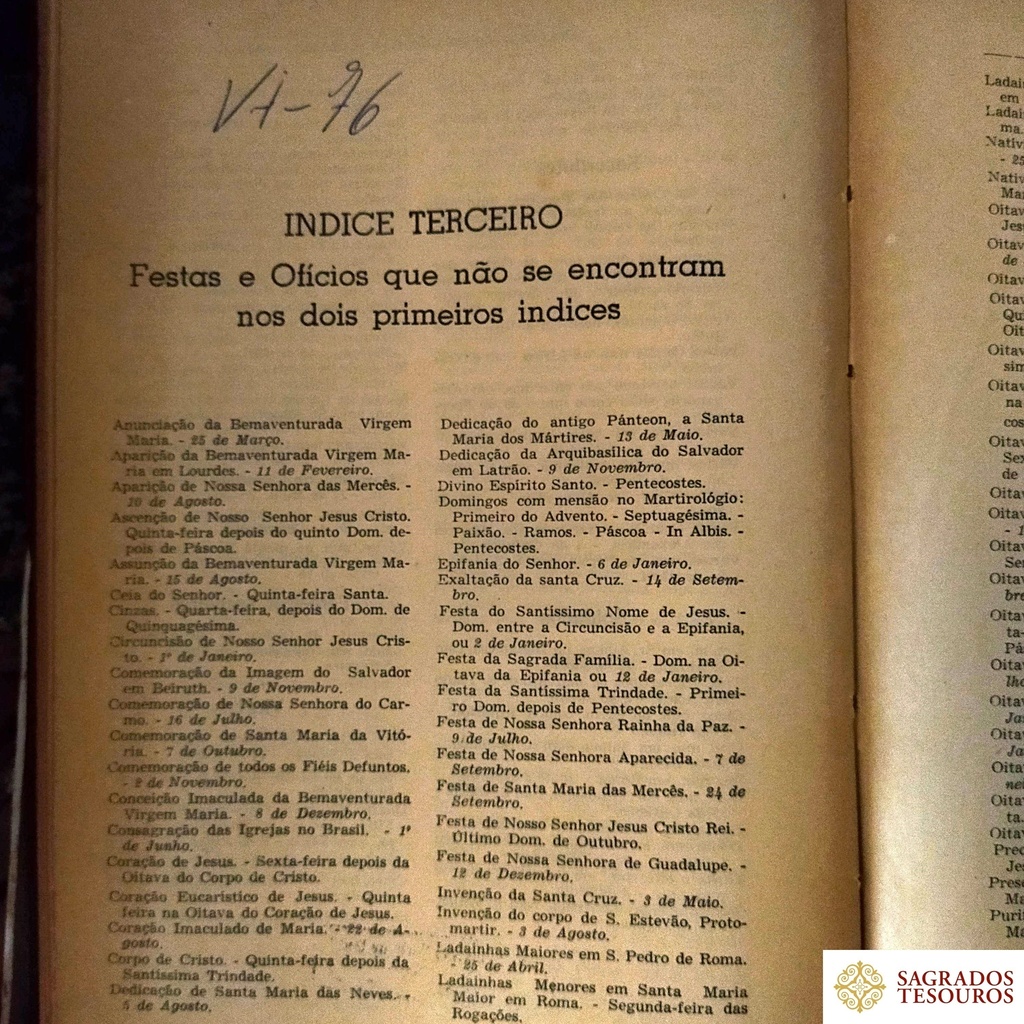 VI-76
INDICE TERCEIRO
Festas e Ofícios que não se encontram
nos dois primeiros indices
Anunciação da Bemaventurada Virgem
Maria. - 25 de Março.
Aparição da Bemaventurada Virgem Ma-
ria em Lourdes. - 11 de Fevereiro.
Aparição de Nossa Senhora das Mercês. -
10 de Agosto.
Ascenção de Nosso Senhor Jesus Cristo.
Quinta-feira depois do quinto Dom. de-
pois de Páscoa.
Assunção da Bemaventurada Virgem Ma-
ria. - 15 de Agosto.
Ceia do Senhor. - Quinta-feira Santa.
Cinzas. - Quarta-feira, depois do Dom. de
Quinquagésima.
Circuncisão de Nosso Senhor Jesus Cris-
to. - 1º de Janeiro.
Comemoração da Imagem do Salvador
em Beiruth. - 9 de Novembro.
Comemoração de Nossa Senhora do Car-
mo. - 16 de Julho.
Comemoração de Santa Maria da Vitó-
ria. - 7 de Outubro.
Comemoração de todos os Fiéis Defuntos.
- 2 de Novembro.
Conceição Imaculada da Bemaventurada
Virgem Maria. - 8 de Dezembro.
Consagração das Igrejas no Brasil. - 1º
de Junho.
Coração de Jesus. - Sexta-feira depois da
Oitava do Corpo de Cristo.
Coração Eucarístico de Jesus. - Quinta
feira na Oitava do Coração de Jesus.
Coração Imaculado de Maria. - 22 de A-
gosto.
Corpo de Cristo. - Quinta-feira depois da
Santíssima Trindade.
Dedicação de Santa Maria das Neves. -
5 de Agosto.
Dedicação do antigo Pánteon, a Santa
Maria dos Mártires. - 13 de Maio.
Dedicação da Arquibasílica do Salvador
em Latrão. - 9 de Novembro.
Divino Espírito Santo. - Pentecostes.
Domingos com mensão no Martirológio:
Primeiro do Advento. - Septuagésima. -
Paixão. - Ramos. - Páscoa - In Albis. -
Pentecostes.
Epifania do Senhor. - 6 de Janeiro.
Exaltação da santa Cruz. - 14 de Setem-
bro.
Festa do Santíssimo Nome de Jesus. -
Dom. entre a Circuncisão e a Epifania,
ou 2 de Janeiro.
Festa da Sagrada Família. - Dom. na Oi-
tava da Epifania ou 12 de Janeiro.
Festa da Santíssima Trindade. - Primei-
ro Dom. depois de Pentecostes.
Festa de Nossa Senhora Rainha da Paz. -
9 de Julho.
Festa de Nossa Senhora Aparecida. - 7 de
Setembro.
Festa de Santa Maria das Mercês. - 24 de
Setembro.
Festa de Nosso Senhor Jesus Cristo Rei. -
Último Dom. de Outubro.
Festa de Nossa Senhora de Guadalupe. -
12 de Dezembro.
Invenção da Santa Cruz. - 3 de Maio.
Invenção do corpo de S. Estevão, Proto-
martir. - 3 de Agosto.
Ladainhas Maiores em S. Pedro de Roma.
- 25 de Abril.
Ladainhas Menores em Santa Maria
Maior em Roma. - Segunda-feira das
Rogações.
SAGRADOS
TESOUROS